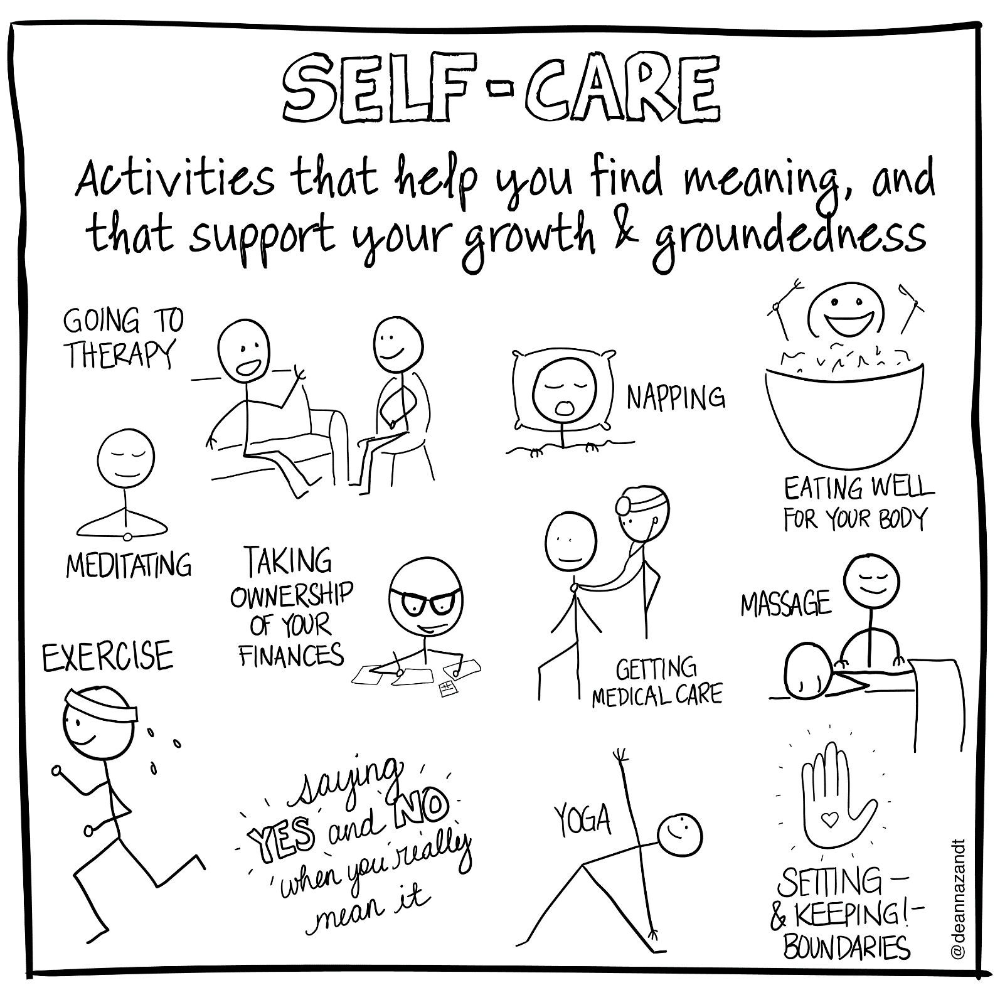 SELF-CARE
Activities that help you find meaning, and
that support your growth & groundedness
GOING TO
THERAPY
NAPPING
EATING WELL
FOR YOUR BODY
MEDITATING
TAKING
OWNERSHIP
OF YOUR
FINANCES
GETTING
MEDICAL CARE
MASSAGE
EXERCISE
saying
YES and NO
when you really
mean it
YOGA
SETTING –
& KEEPING! –
BOUNDARIES
@deannazandt